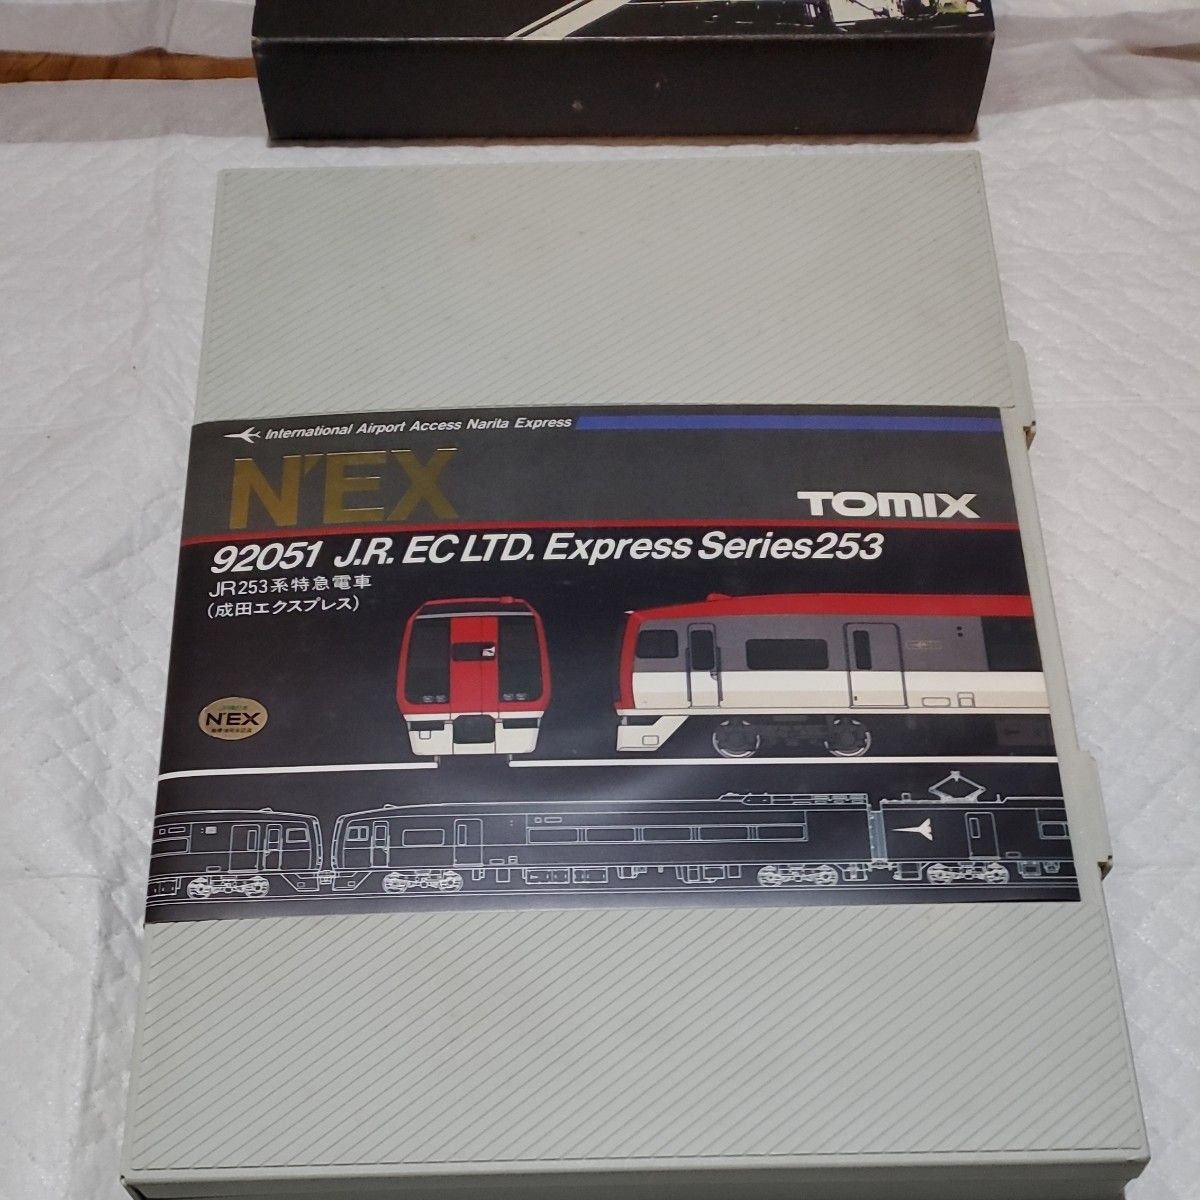 International Airport Access Narita Express
N'EX
TOMIX
92051 J.R. EC LTD. Express Series253
JR253系特急電車
(成田エクスプレス)
N'EX